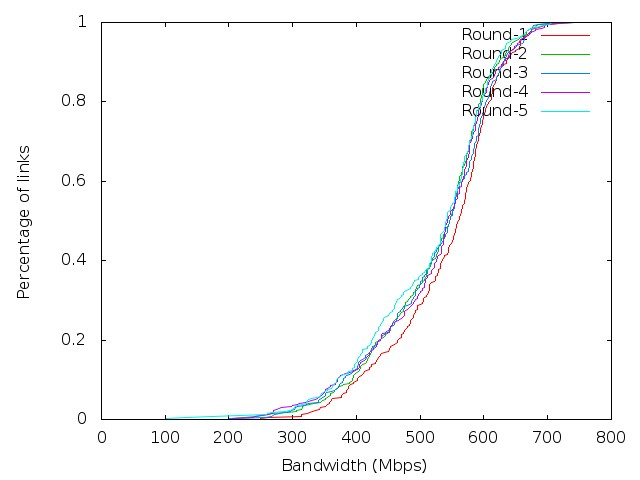 1
0.8
0.6
0.4
0.2
0
Percentage of links
Round-1
Round-2
Round-3
Round-4
Round-5
0 100 200 300 400 500 600 700 800
Bandwidth (Mbps)